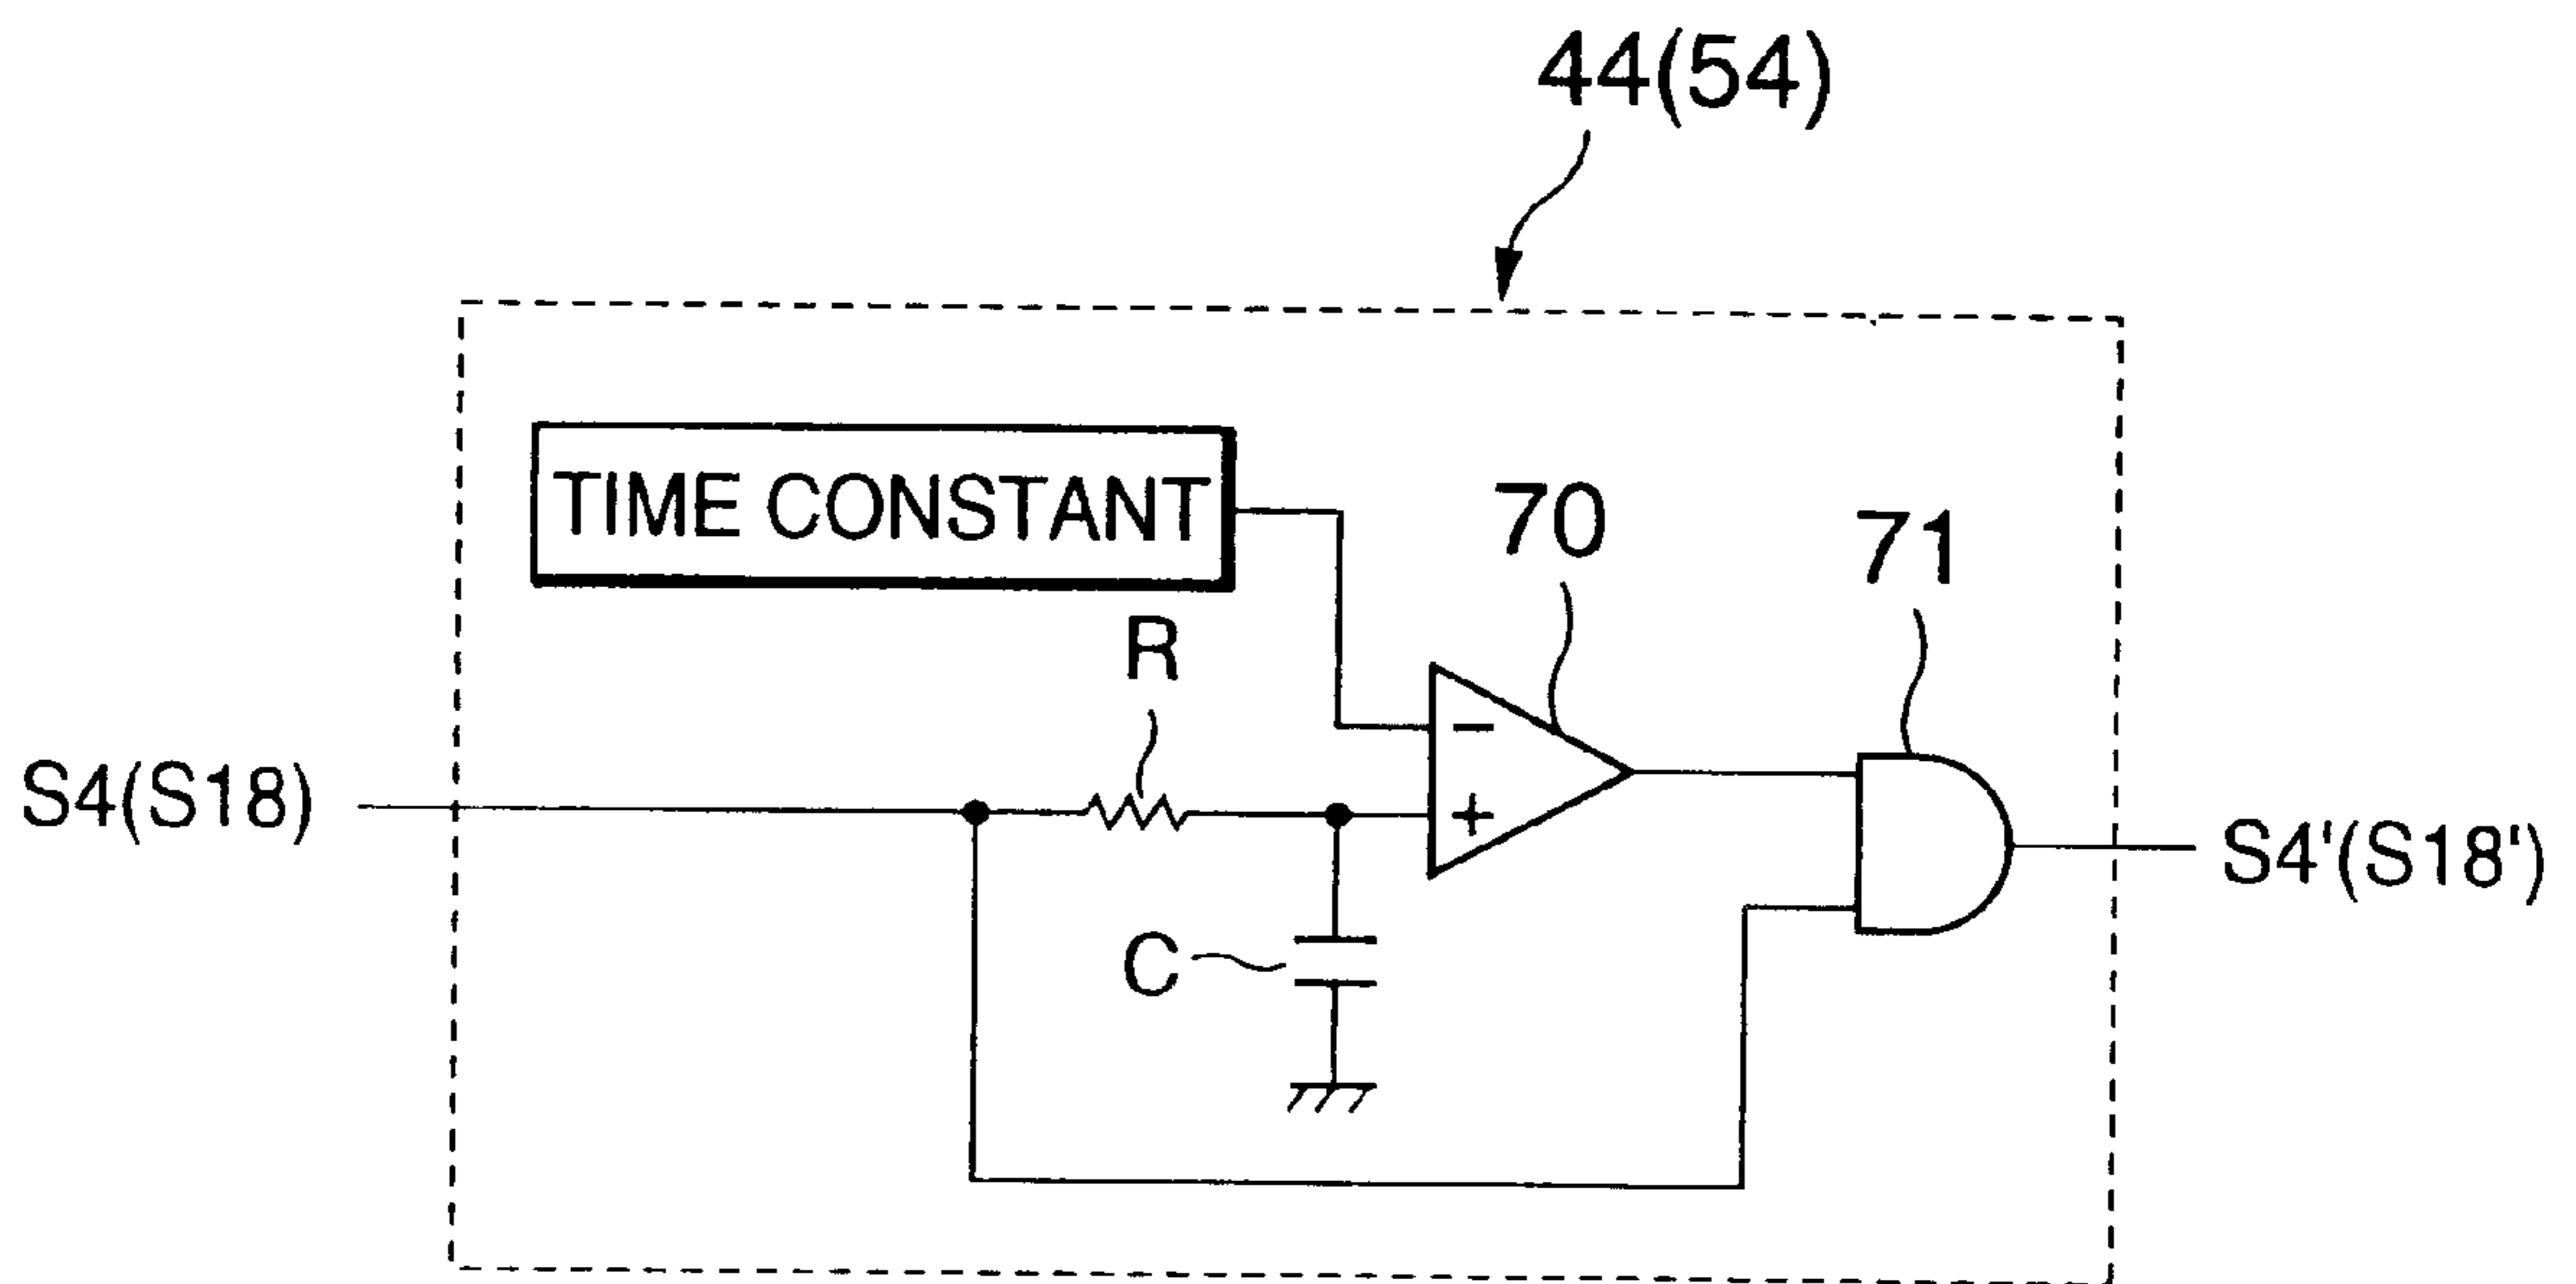 44(54)
TIME CONSTANT
70
71
R
S4(S18)
S4'(S18')
C